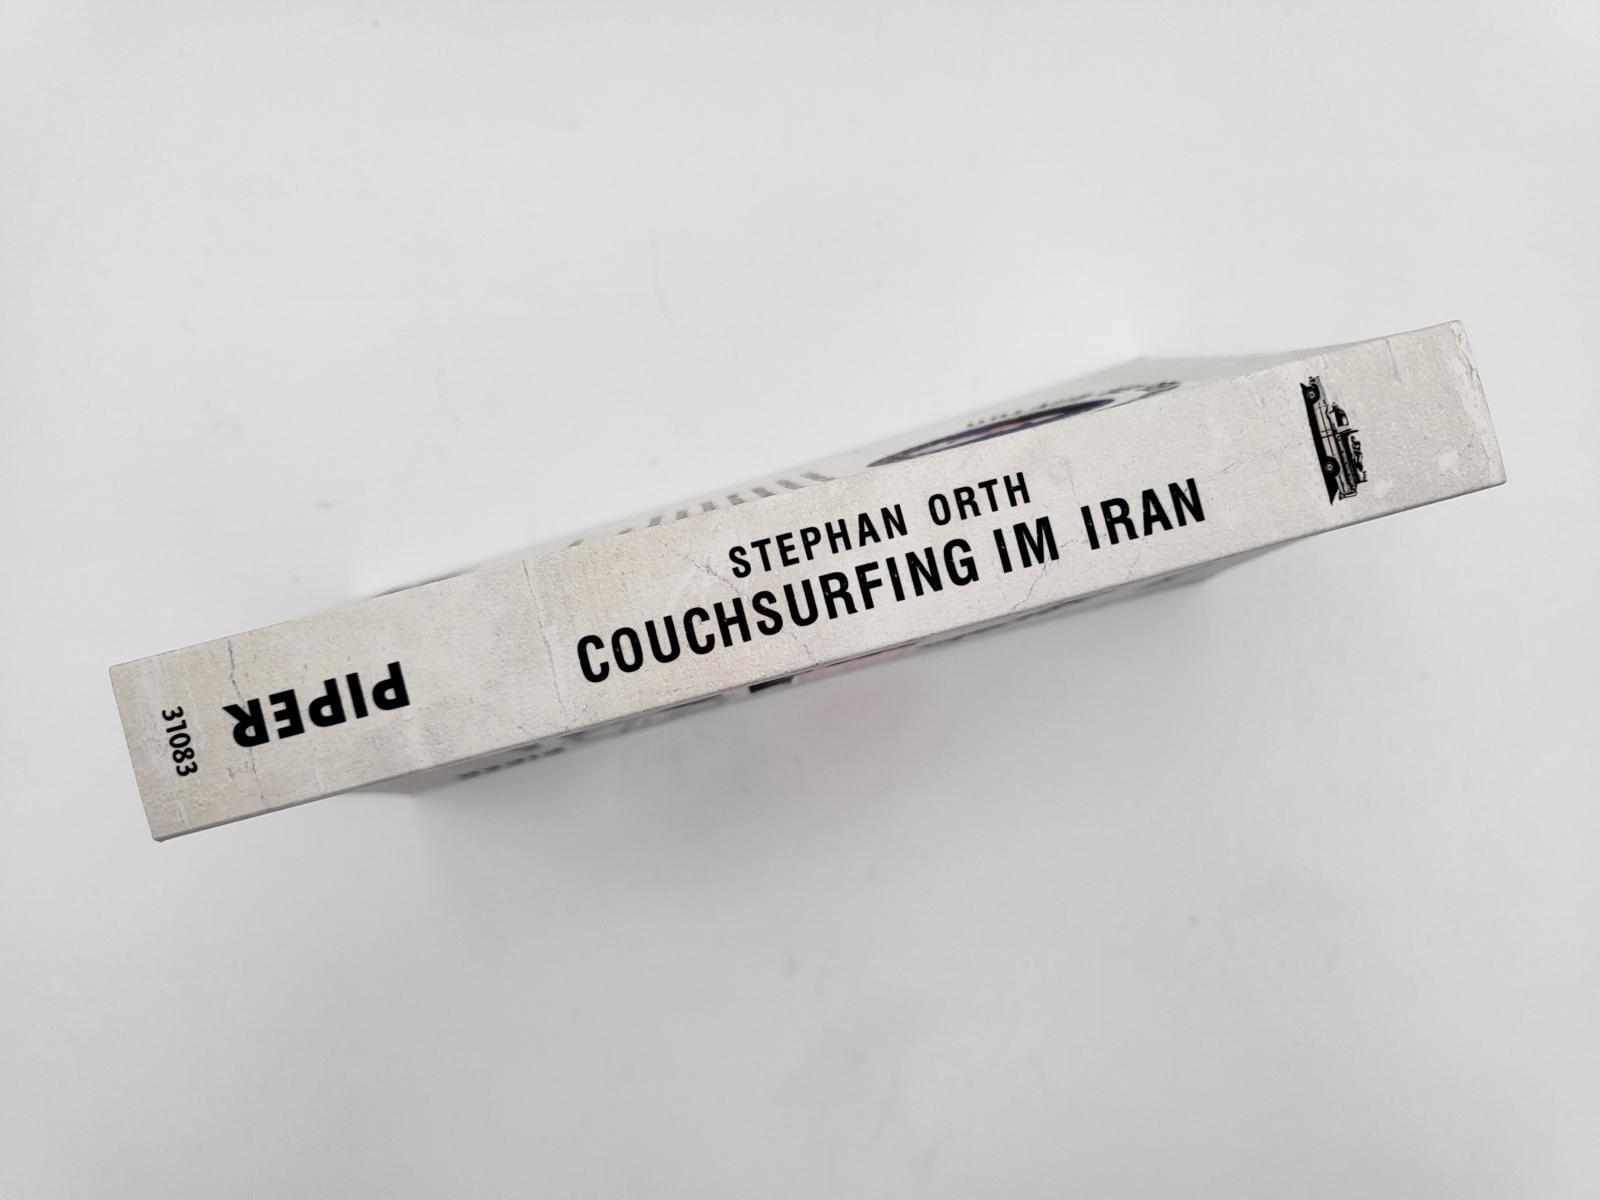 STEPHAN ORTH
COUCHSURFING IM IRAN
PIPER
31083